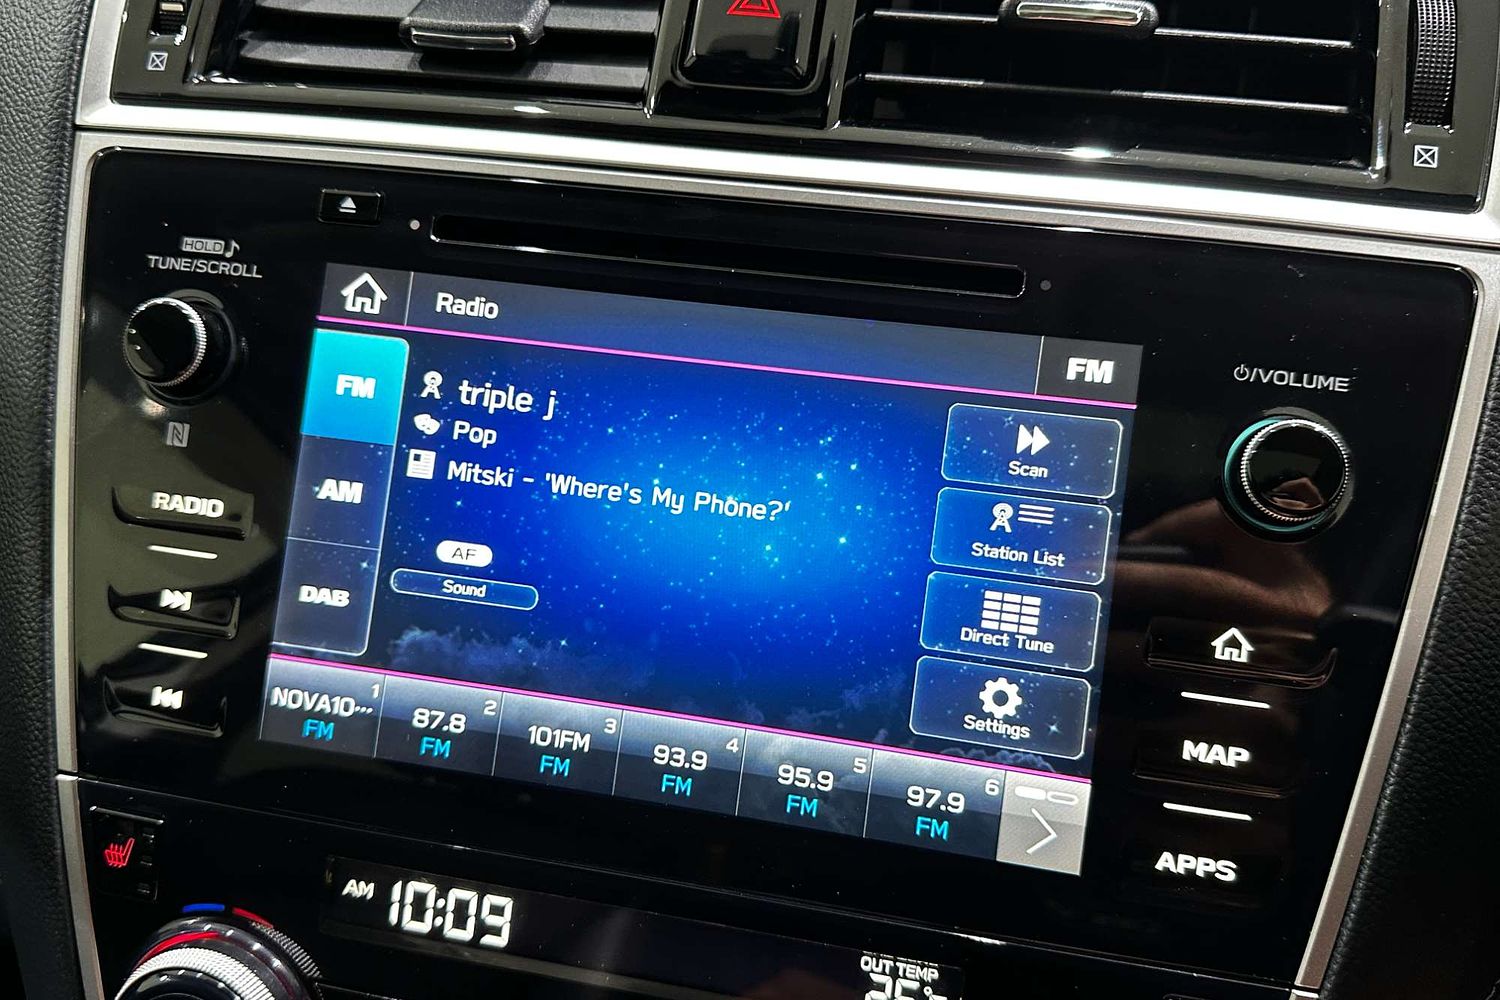 HOLD
TUNE/SCROLL
Radio
FM
FM
AM
DAB
triple j
Pop
Mitski - 'Where's My Phone?'
AF
Sound
Scan
Station List
Direct Tune
Settings
NOVA10... 1
FM
87.8 2
FM
101FM 3
FM
93.9 4
FM
95.9 5
FM
97.9 6
FM
RADIO
/VOLUME
MAP
APPS
AM 10:09
OUT TEMP